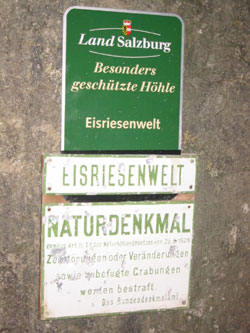 Land Salzburg
Besonders
geschützte Höhle
Eisriesenwelt
EISRIESENWELT
NATURDENKMAL
Zerstörungen oder Veränderungen
sowie unbefugte Grabungen
werden bestraft.
Das Bundesdenkmalamt